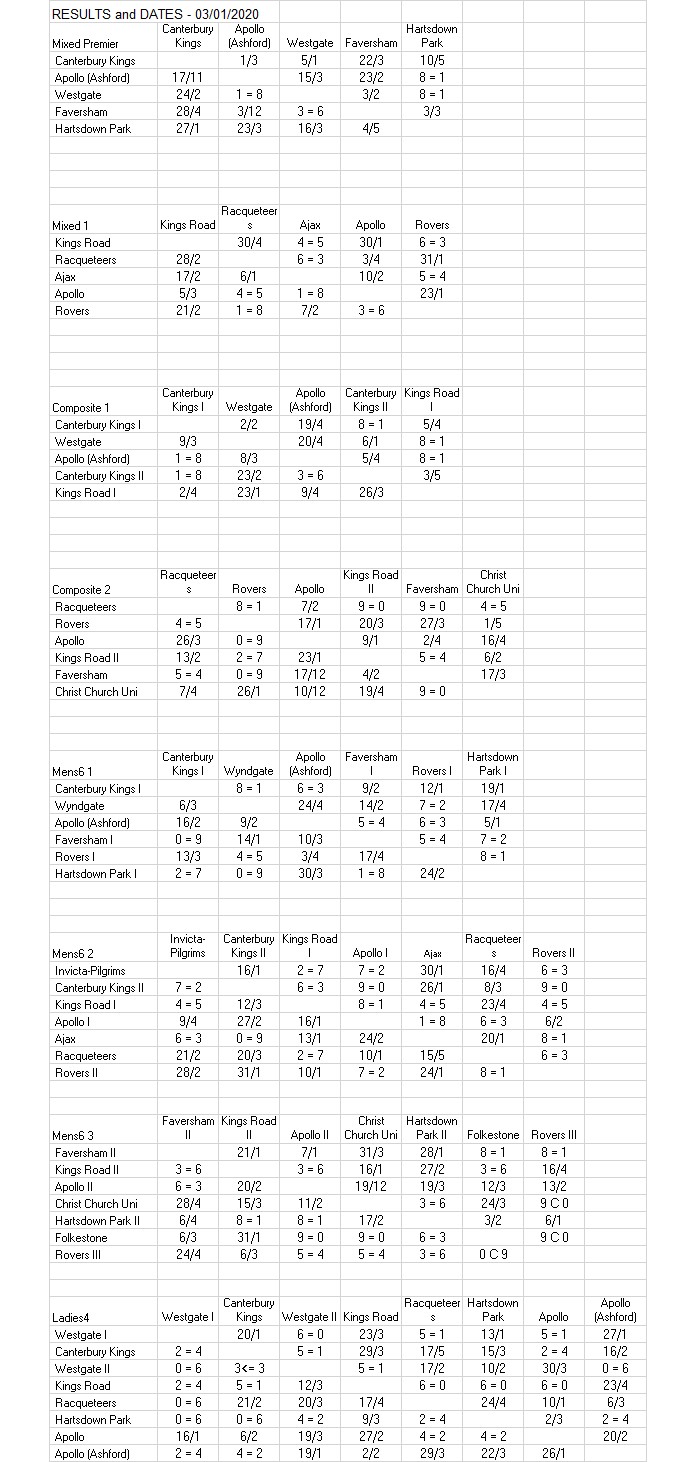 RESULTS and DATES - 03/01/2020
Mixed Premier Canterbury Kings Apollo (Ashford) Westgate Faversham Hartsdown Park
Canterbury Kings 1/3 5/1 22/3 10/5
Apollo (Ashford) 17/11 15/3 23/2 8 = 1
Westgate 24/2 1 = 8 3/2 8 = 1
Faversham 28/4 3/12 3 = 6 3/3
Hartsdown Park 27/1 23/3 16/3 4/5
Mixed 1 Kings Road Racqueteers Ajax Apollo Rovers
Kings Road 30/4 4 = 5 30/1 6 = 3
Racqueteers 28/2 6 = 3 3/4 31/1
Ajax 17/2 6/1 10/2 5 = 4
Apollo 5/3 4 = 5 1 = 8 23/1
Rovers 21/2 1 = 8 7/2 3 = 6
Composite 1 Canterbury Kings I Westgate Apollo (Ashford) Canterbury Kings II Kings Road I
Canterbury Kings I 2/2 19/4 8 = 1 5/4
Westgate 9/3 20/4 6/1 8 = 1
Apollo (Ashford) 1 = 8 8/3 5/4 8 = 1
Canterbury Kings II 1 = 8 23/2 3 = 6 3/5
Kings Road I 2/4 23/1 9/4 26/3
Composite 2 Racqueteers Rovers Apollo Kings Road II Faversham Christ Church Uni
Racqueteers 8 = 1 7/2 9 = 0 9 = 0 4 = 5
Rovers 4 = 5 17/1 20/3 27/3 1/5
Apollo 26/3 0 = 9 9/1 2/4 16/4
Kings Road II 13/2 2 = 7 23/1 5 = 4 6/2
Faversham 5 = 4 0 = 9 17/12 4/2 17/3
Christ Church Uni 7/4 26/1 10/12 19/4 9 = 0
Mens6 1 Canterbury Kings I Wyndgate Apollo (Ashford) Faversham I Rovers I Hartsdown Park I
Canterbury Kings I 8 = 1 6 = 3 9/2 12/1 19/1
Wyndgate 6/3 24/4 14/2 7 = 2 17/4
Apollo (Ashford) 16/2 9/2 5 = 4 6 = 3 5/1
Faversham I 0 = 9 14/1 10/3 5 = 4 7 = 2
Rovers I 13/3 4 = 5 3/4 17/4 8 = 1
Hartsdown Park I 2 = 7 0 = 9 30/3 1 = 8 24/2
Mens6 2 Invicta-Pilgrims Canterbury Kings II Kings Road I Apollo I Ajax Racqueteers Rovers II
Invicta-Pilgrims 16/1 2 = 7 7 = 2 30/1 16/4 6 = 3
Canterbury Kings II 7 = 2 6 = 3 9 = 0 26/1 8/3 9 = 0
Kings Road I 4 = 5 12/3 8 = 1 4 = 5 23/4 4 = 5
Apollo I 9/4 27/2 16/1 1 = 8 6 = 3 6/2
Ajax 6 = 3 0 = 9 13/1 24/2 20/1 8 = 1
Racqueteers 21/2 20/3 2 = 7 10/1 15/5 6 = 3
Rovers II 28/2 31/1 10/1 7 = 2 24/1 8 = 1
Mens6 3 Faversham II Kings Road II Apollo II Christ Church Uni Hartsdown Park II Folkestone Rovers III
Faversham II 21/1 7/1 31/3 28/1 8 = 1 8 = 1
Kings Road II 3 = 6 3 = 6 16/1 27/2 3 = 6 16/4
Apollo II 6 = 3 20/2 19/12 19/3 12/3 13/2
Christ Church Uni 28/4 15/3 11/2 3 = 6 24/3 9 C 0
Hartsdown Park II 6/4 8 = 1 8 = 1 17/2 3/2 6/1
Folkestone 6/3 31/1 9 = 0 9 = 0 6 = 3 9 C 0
Rovers III 24/4 6/3 5 = 4 5 = 4 3 = 6 0 C 9
Ladies4 Westgate I Canterbury Kings Westgate II Kings Road Racqueteers Hartsdown Park Apollo Apollo (Ashford)
Westgate I 20/1 6 = 0 23/3 5 = 1 13/1 5 = 1 27/1
Canterbury Kings 2 = 4 5 = 1 29/3 17/5 15/3 2 = 4 16/2
Westgate II 0 = 6 3<= 3 5 = 1 17/2 10/2 30/3 0 = 6
Kings Road 2 = 4 5 = 1 12/3 6 = 0 6 = 0 6 = 0 23/4
Racqueteers 0 = 6 21/2 20/3 17/4 24/4 10/1 6/3
Hartsdown Park 0 = 6 0 = 6 4 = 2 9/3 2 = 4 2/3 2 = 4
Apollo 16/1 6/2 19/3 27/2 4 = 2 4 = 2 20/2
Apollo (Ashford) 2 = 4 4 = 2 19/1 2/2 29/3 22/3 26/1